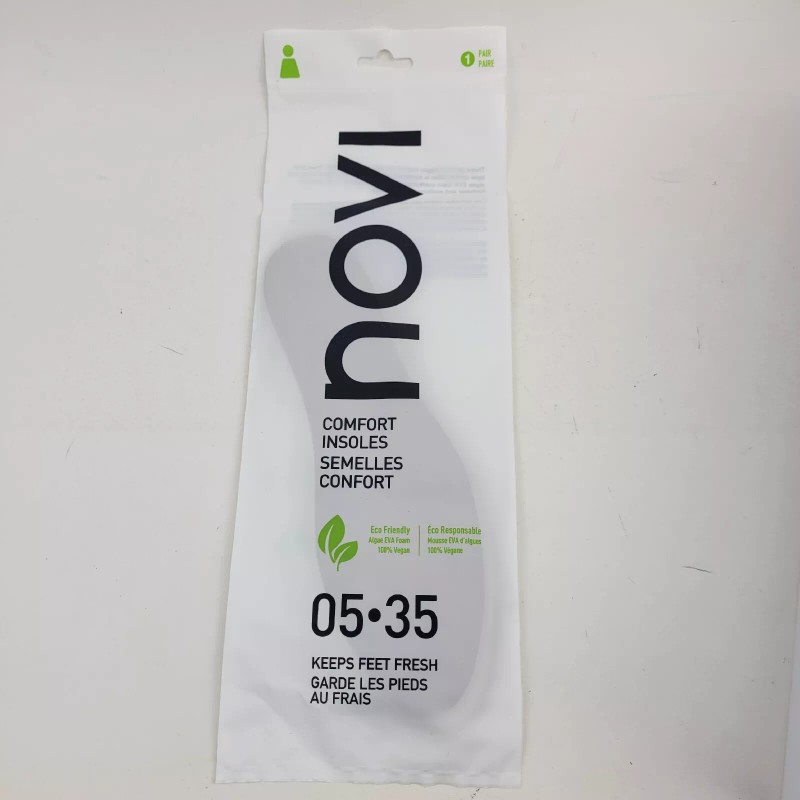 1 PAIR
PAIRE
novi
COMFORT
INSOLES
SEMELLES
CONFORT
Eco Friendly
Algae EVA Foam
100% Vegan
Éco Responsable
Mousse EVA d'algues
100% Végane
05•35
KEEPS FEET FRESH
GARDE LES PIEDS
AU FRAIS